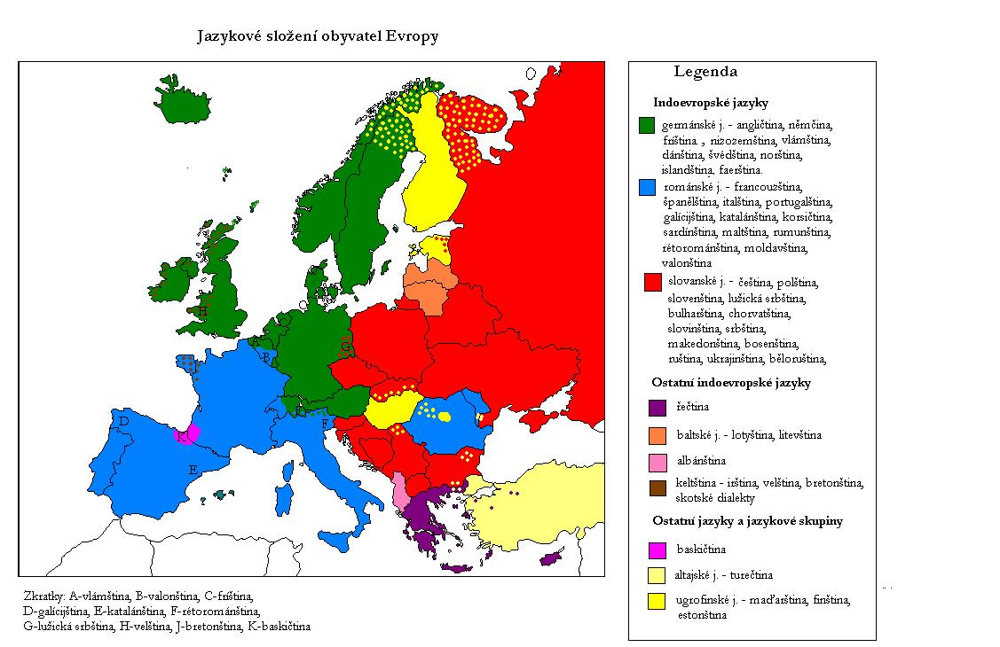 Jazykové složení obyvatel Evropy
Legenda
Indoevropské jazyky
germánské j. - angličtina, němčina,
fríština , nizozemština, vlámština,
dánština, švédština, norština,
islandština, faerština.
románské j. - francouzština,
španělština, italština, portugalština,
galícijština, katalánština, korsičtina,
sardínština, maltština, rumunština,
rétorománština, moldavština,
valonština
slovanské j. - čeština, polština,
slovenština, lužická srbština,
bulharština, chorvatština,
slovinština, srbština,
makedonština, bosenština,
ruština, ukrajinština, běloruština,
Ostatní indoevropské jazyky
řečtina
baltské j. - lotyština, litevština
albánština
keltština - irština, velština, bretonština,
skotské dialekty
Ostatní jazyky a jazykové skupiny
baskičtina
altajské j. - turečtina
ugrofinské j. - maďarština, finština,
estonština
C
H
A
B
G
J
D
K
F
F
E
Zkratky: A-vlámština, B-valonština, C-fríština,
D-galícijština, E-katalánština, F-rétorománština,
G-lužická srbština, H-velština, J-bretonština, K-baskičtina